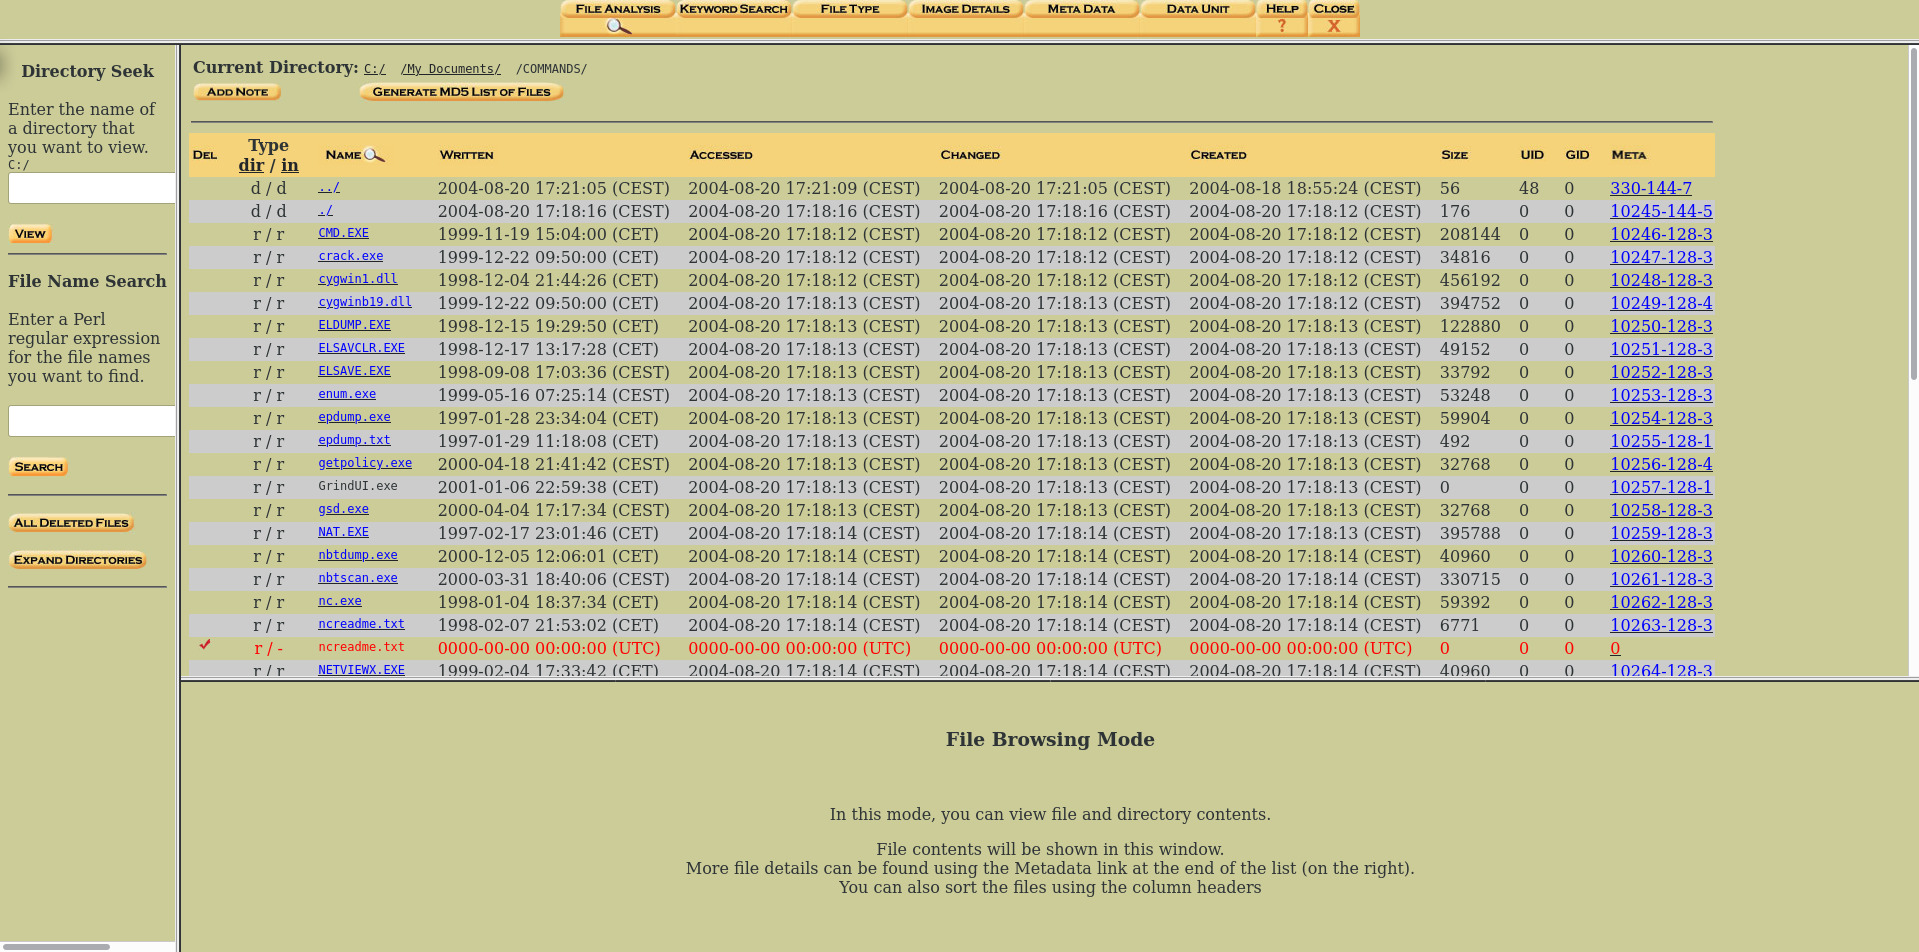 FILE ANALYSIS KEYWORD SEARCH FILE TYPE IMAGE DETAILS META DATA DATA UNIT HELP CLOSE
? X
Directory Seek
Enter the name of
a directory that
you want to view.
C:/
VIEW
File Name Search
Enter a Perl
regular expression
for the file names
you want to find.
SEARCH
ALL DELETED FILES
EXPAND DIRECTORIES
Current Directory: C:/ /My Documents/ /COMMANDS/
ADD NOTE GENERATE MD5 LIST OF FILES
DEL Type dir / in NAME WRITTEN ACCESSED CHANGED CREATED SIZE UID GID META
d / d ../ 2004-08-20 17:21:05 (CEST) 2004-08-20 17:21:09 (CEST) 2004-08-20 17:21:05 (CEST) 2004-08-18 18:55:24 (CEST) 56 48 0 330-144-7
d / d ./ 2004-08-20 17:18:16 (CEST) 2004-08-20 17:18:16 (CEST) 2004-08-20 17:18:16 (CEST) 2004-08-20 17:18:12 (CEST) 176 0 0 10245-144-5
r / r CMD.EXE 1999-11-19 15:04:00 (CET) 2004-08-20 17:18:12 (CEST) 2004-08-20 17:18:12 (CEST) 2004-08-20 17:18:12 (CEST) 208144 0 0 10246-128-3
r / r crack.exe 1999-12-22 09:50:00 (CET) 2004-08-20 17:18:12 (CEST) 2004-08-20 17:18:12 (CEST) 2004-08-20 17:18:12 (CEST) 34816 0 0 10247-128-3
r / r cygwin1.dll 1998-12-04 21:44:26 (CET) 2004-08-20 17:18:12 (CEST) 2004-08-20 17:18:12 (CEST) 2004-08-20 17:18:12 (CEST) 456192 0 0 10248-128-3
r / r cygwinb19.dll 1999-12-22 09:50:00 (CET) 2004-08-20 17:18:12 (CEST) 2004-08-20 17:18:12 (CEST) 2004-08-20 17:18:12 (CEST) 394752 0 0 10249-128-4
r / r ELDUMP.EXE 1998-12-15 19:29:50 (CET) 2004-08-20 17:18:13 (CEST) 2004-08-20 17:18:13 (CEST) 2004-08-20 17:18:13 (CEST) 122880 0 0 10250-128-3
r / r ELSAVCLR.EXE 1998-12-17 13:17:28 (CET) 2004-08-20 17:18:13 (CEST) 2004-08-20 17:18:13 (CEST) 2004-08-20 17:18:13 (CEST) 49152 0 0 10251-128-3
r / r ELSAVE.EXE 1998-09-08 17:03:36 (CEST) 2004-08-20 17:18:13 (CEST) 2004-08-20 17:18:13 (CEST) 2004-08-20 17:18:13 (CEST) 33792 0 0 10252-128-3
r / r enum.exe 1999-05-16 07:25:14 (CEST) 2004-08-20 17:18:13 (CEST) 2004-08-20 17:18:13 (CEST) 2004-08-20 17:18:13 (CEST) 53248 0 0 10253-128-3
r / r epdump.exe 1997-01-28 23:34:04 (CET) 2004-08-20 17:18:13 (CEST) 2004-08-20 17:18:13 (CEST) 2004-08-20 17:18:13 (CEST) 59904 0 0 10254-128-3
r / r epdump.txt 1997-01-29 11:18:08 (CET) 2004-08-20 17:18:13 (CEST) 2004-08-20 17:18:13 (CEST) 2004-08-20 17:18:13 (CEST) 492 0 0 10255-128-1
r / r getpolicy.exe 2000-04-18 21:41:42 (CEST) 2004-08-20 17:18:13 (CEST) 2004-08-20 17:18:13 (CEST) 2004-08-20 17:18:13 (CEST) 32768 0 0 10256-128-4
r / r GrindUI.exe 2001-01-06 22:59:38 (CET) 2004-08-20 17:18:13 (CEST) 2004-08-20 17:18:13 (CEST) 2004-08-20 17:18:13 (CEST) 0 0 0 10257-128-1
r / r gsd.exe 2000-04-04 17:17:34 (CEST) 2004-08-20 17:18:13 (CEST) 2004-08-20 17:18:13 (CEST) 2004-08-20 17:18:13 (CEST) 32768 0 0 10258-128-3
r / r NAT.EXE 1997-02-17 23:01:46 (CET) 2004-08-20 17:18:14 (CEST) 2004-08-20 17:18:14 (CEST) 2004-08-20 17:18:13 (CEST) 395788 0 0 10259-128-3
r / r nbtdump.exe 2000-12-05 12:06:01 (CET) 2004-08-20 17:18:14 (CEST) 2004-08-20 17:18:14 (CEST) 2004-08-20 17:18:14 (CEST) 40960 0 0 10260-128-3
r / r nbtscan.exe 2000-03-31 18:40:06 (CEST) 2004-08-20 17:18:14 (CEST) 2004-08-20 17:18:14 (CEST) 2004-08-20 17:18:14 (CEST) 330715 0 0 10261-128-3
r / r nc.exe 1998-01-04 18:37:34 (CET) 2004-08-20 17:18:14 (CEST) 2004-08-20 17:18:14 (CEST) 2004-08-20 17:18:14 (CEST) 59392 0 0 10262-128-3
r / r ncreadme.txt 1998-02-07 21:53:02 (CET) 2004-08-20 17:18:14 (CEST) 2004-08-20 17:18:14 (CEST) 2004-08-20 17:18:14 (CEST) 6771 0 0 10263-128-3
r / - ncreadme.txt 0000-00-00 00:00:00 (UTC) 0000-00-00 00:00:00 (UTC) 0000-00-00 00:00:00 (UTC) 0000-00-00 00:00:00 (UTC) 0 0 0 0
r / r NETVIEWX.EXE 1999-02-04 17:33:42 (CET) 2004-08-20 17:18:14 (CEST) 2004-08-20 17:18:14 (CEST) 2004-08-20 17:18:14 (CEST) 40960 0 0 10264-128-3
File Browsing Mode
In this mode, you can view file and directory contents.
File contents will be shown in this window.
More file details can be found using the Metadata link at the end of the list (on the right).
You can also sort the files using the column headers